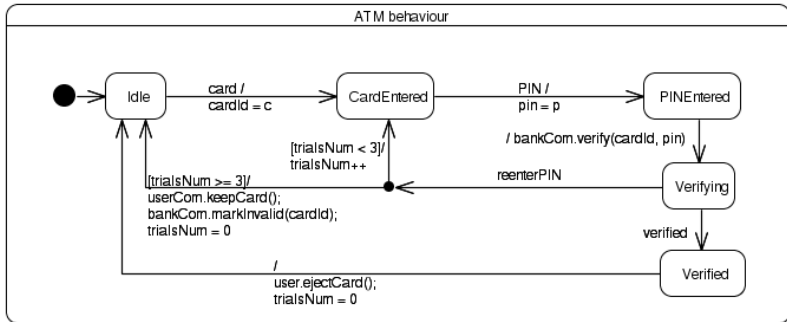 ATM behaviour
Idle
card /
cardId = c
CardEntered
PIN /
pin = p
PINEntered
/ bankCom.verify(cardId, pin)
[trialsNum < 3]/
trialsNum++
[trialsNum >= 3]/
userCom.keepCard();
bankCom.markInvalid(cardId);
trialsNum = 0
reenterPIN
Verifying
verified
Verified
/
user.ejectCard();
trialsNum = 0